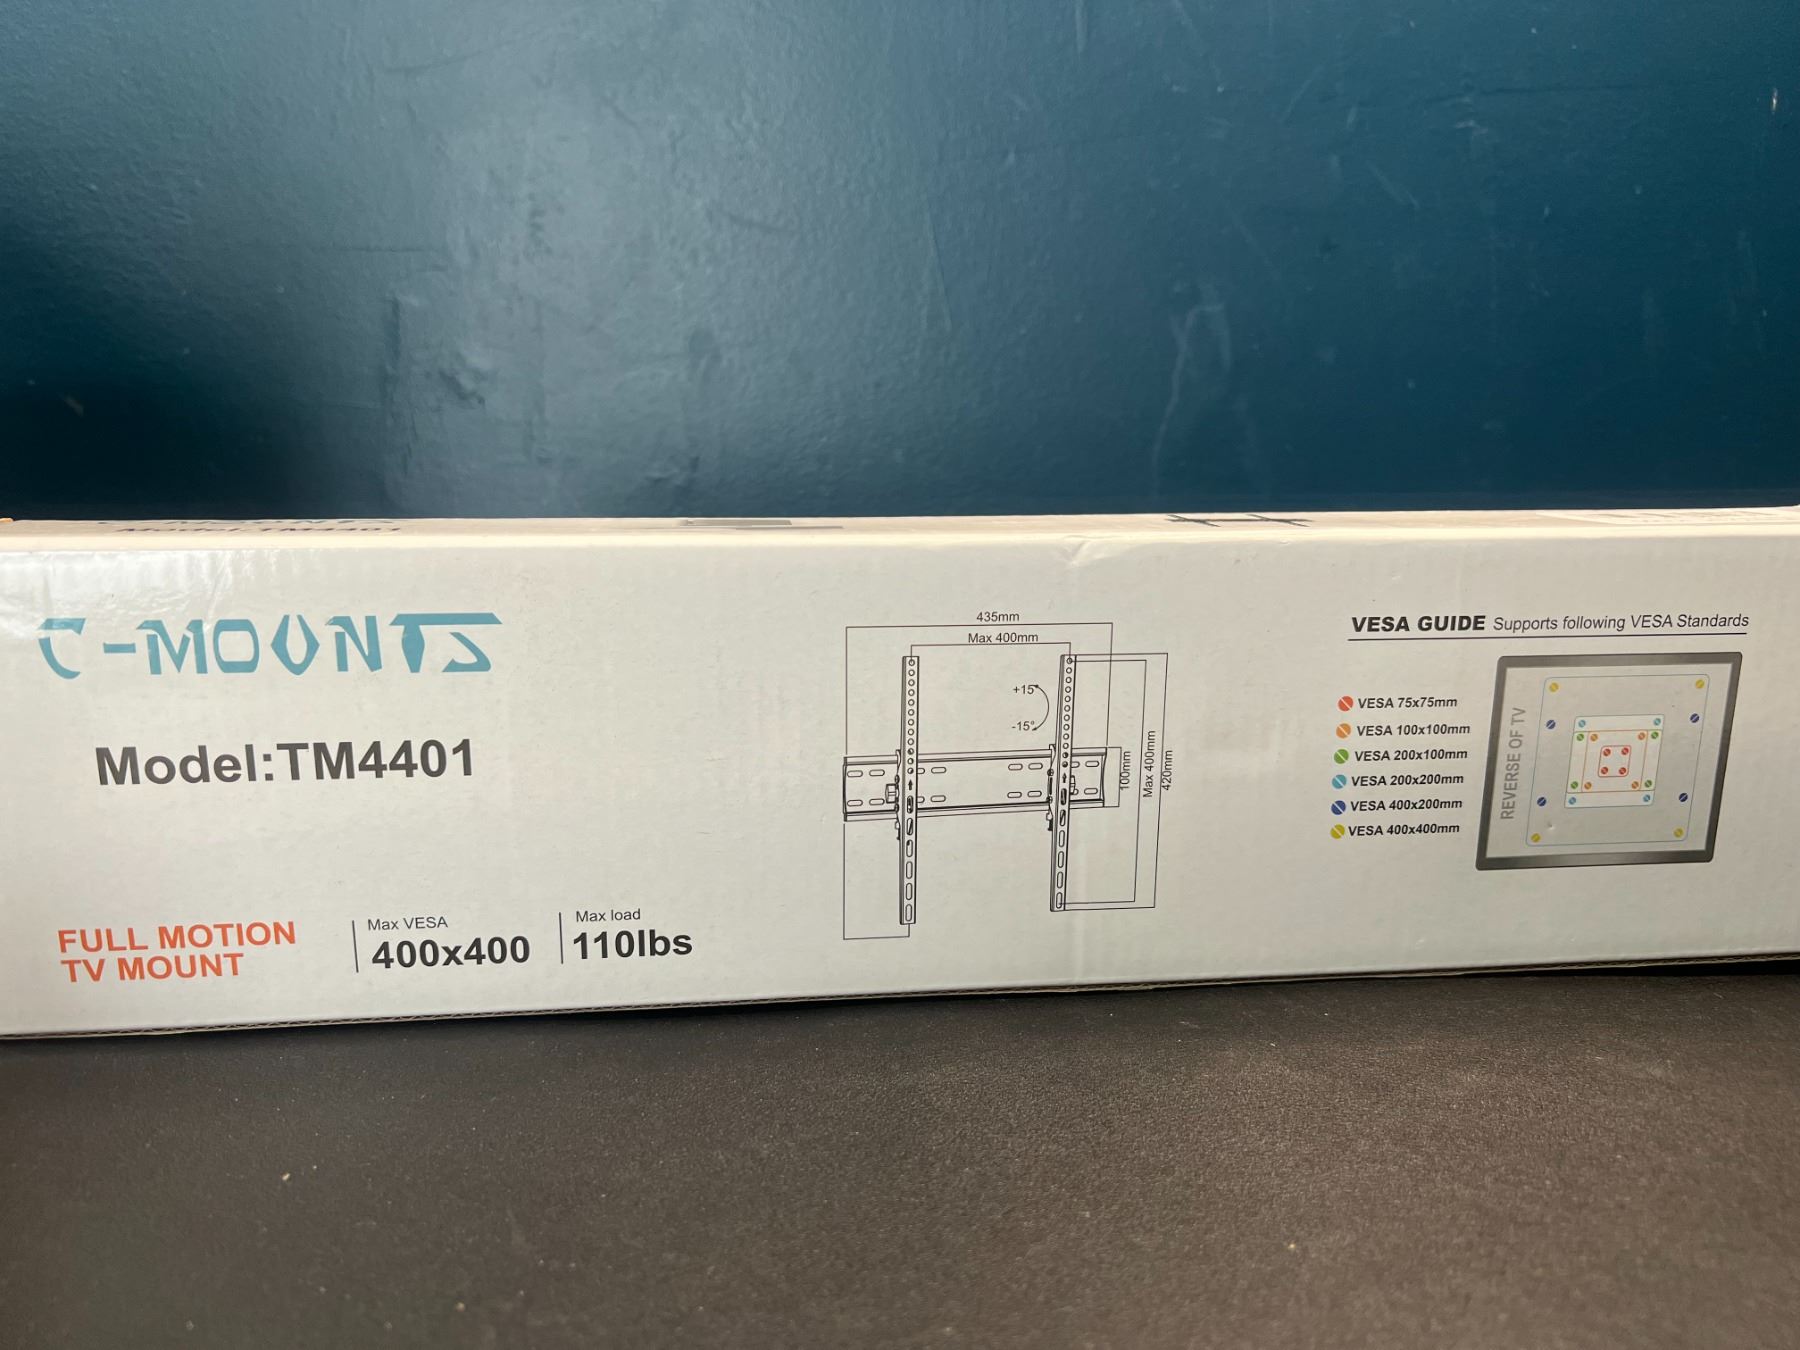 Model:TM4401
C-MOUNTS
Model:TM4401
FULL MOTION
TV MOUNT
Max VESA
400x400
Max load
110lbs
435mm
Max 400mm
+15°
-15°
100mm
Max 400mm
420mm
VESA GUIDE Supports following VESA Standards
VESA 75x75mm
VESA 100x100mm
VESA 200x100mm
VESA 200x200mm
VESA 400x200mm
VESA 400x400mm
REVERSE OF TV